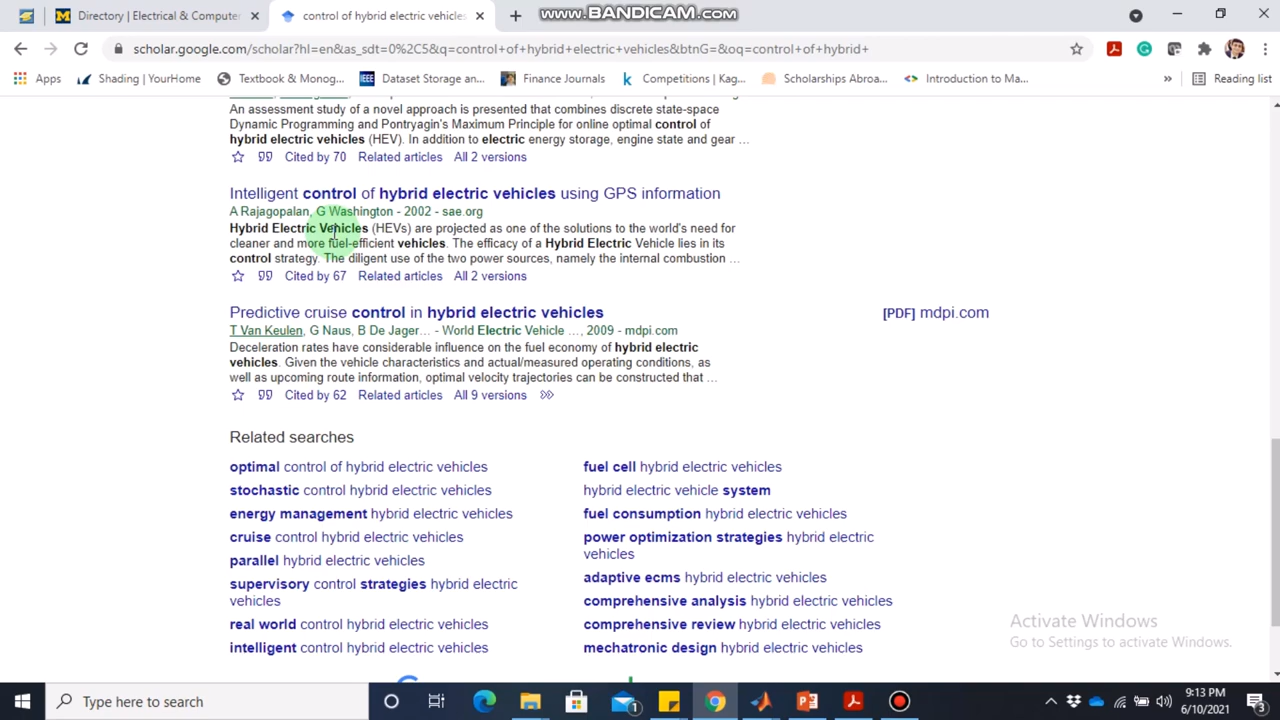 www.BANDICAM.com
Directory | Electrical & Computer
control of hybrid electric vehicles
scholar.google.com/scholar?hl=en&as_sdt=0%2C5&q=control+of+hybrid+electric+vehicles&btnG=&oq=control+of+hybrid+
Apps
Shading | YourHome
Textbook & Monog...
IEEE
Dataset Storage an...
Finance Journals
Competitions | Kag...
Scholarships Abroa...
Introduction to Ma...
Reading list
An assessment study of a novel approach is presented that combines discrete state-space
Dynamic Programming and Pontryagin's Maximum Principle for online optimal control of
hybrid electric vehicles (HEV). In addition to electric energy storage, engine state and gear ...
Cited by 70 Related articles All 2 versions
Intelligent control of hybrid electric vehicles using GPS information
A Rajagopalan, G Washington - 2002 - sae.org
Hybrid Electric Vehicles (HEVs) are projected as one of the solutions to the world's need for
cleaner and more fuel-efficient vehicles. The efficacy of a Hybrid Electric Vehicle lies in its
control strategy. The diligent use of the two power sources, namely the internal combustion ...
Cited by 67 Related articles All 2 versions
Predictive cruise control in hybrid electric vehicles
[PDF] mdpi.com
T Van Keulen, G Naus, B De Jager... - World Electric Vehicle ..., 2009 - mdpi.com
Deceleration rates have considerable influence on the fuel economy of hybrid electric
vehicles. Given the vehicle characteristics and actual/measured operating conditions, as
well as upcoming route information, optimal velocity trajectories can be constructed that ...
Cited by 62 Related articles All 9 versions
Related searches
optimal control of hybrid electric vehicles
stochastic control hybrid electric vehicles
energy management hybrid electric vehicles
cruise control hybrid electric vehicles
parallel hybrid electric vehicles
supervisory control strategies hybrid electric
vehicles
real world control hybrid electric vehicles
intelligent control hybrid electric vehicles
fuel cell hybrid electric vehicles
hybrid electric vehicle system
fuel consumption hybrid electric vehicles
power optimization strategies hybrid electric
vehicles
adaptive ecms hybrid electric vehicles
comprehensive analysis hybrid electric vehicles
comprehensive review hybrid electric vehicles
mechatronic design hybrid electric vehicles
Activate Windows
Go to Settings to activate Windows.
Type here to search
1
9:13 PM
6/10/2021
3